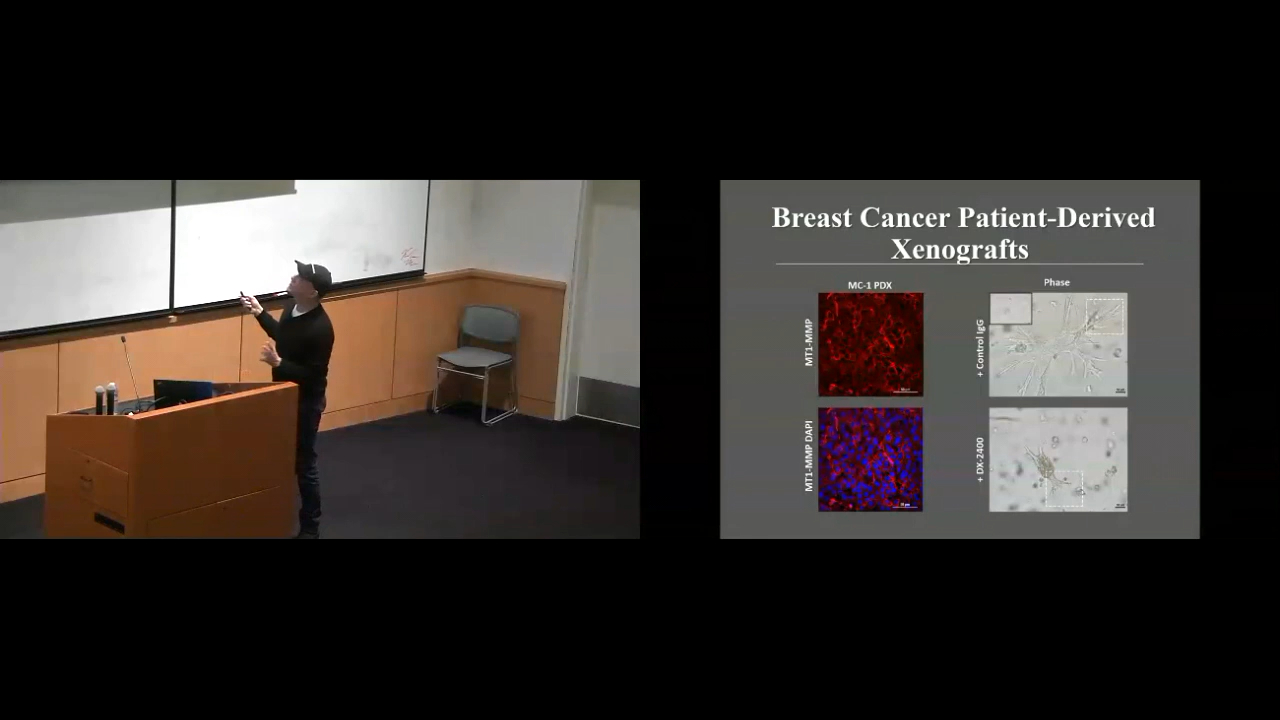 Breast Cancer Patient-Derived
Xenografts
MC-1 PDX
Phase
MT1-MMP
+ Control IgG
MT1-MMP DAPI
+ DX-2400